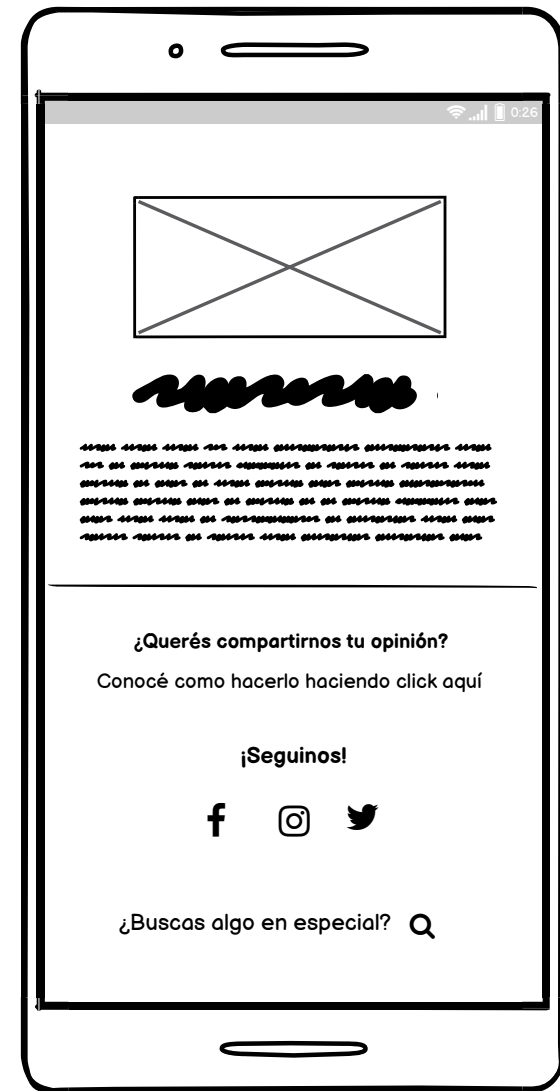 0:26
¿Querés compartirnos tu opinión?
Conocé como hacerlo haciendo click aquí
¡Seguinos!
¿Buscas algo en especial?